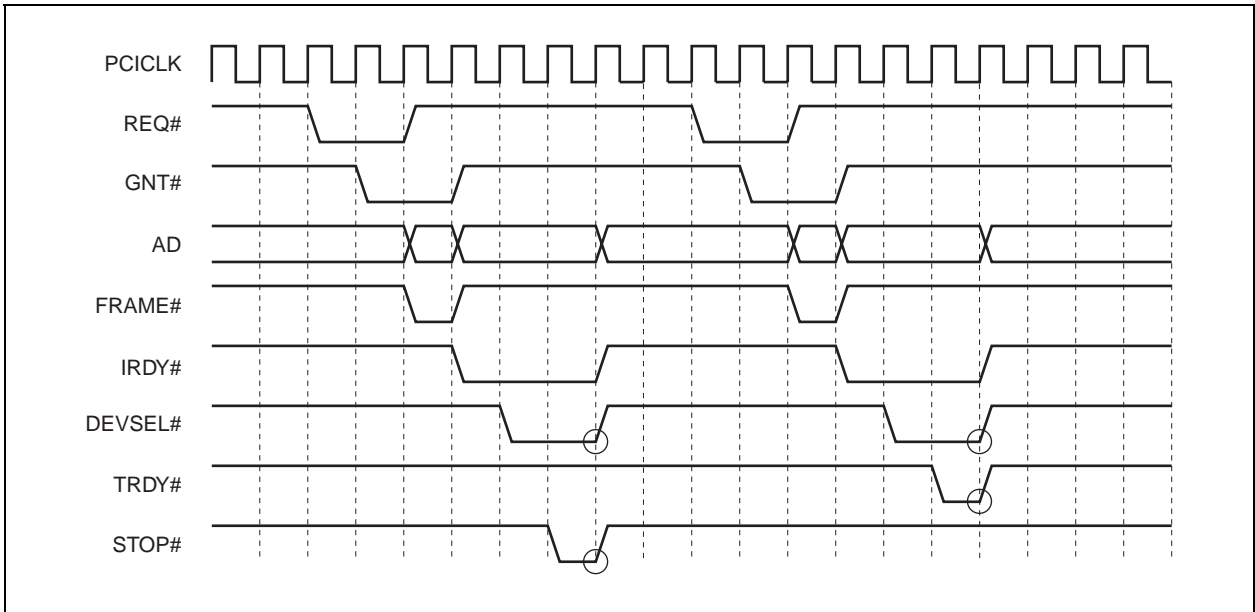 PCICLK
REQ#
GNT#
AD
FRAME#
IRDY#
DEVSEL#
TRDY#
STOP#